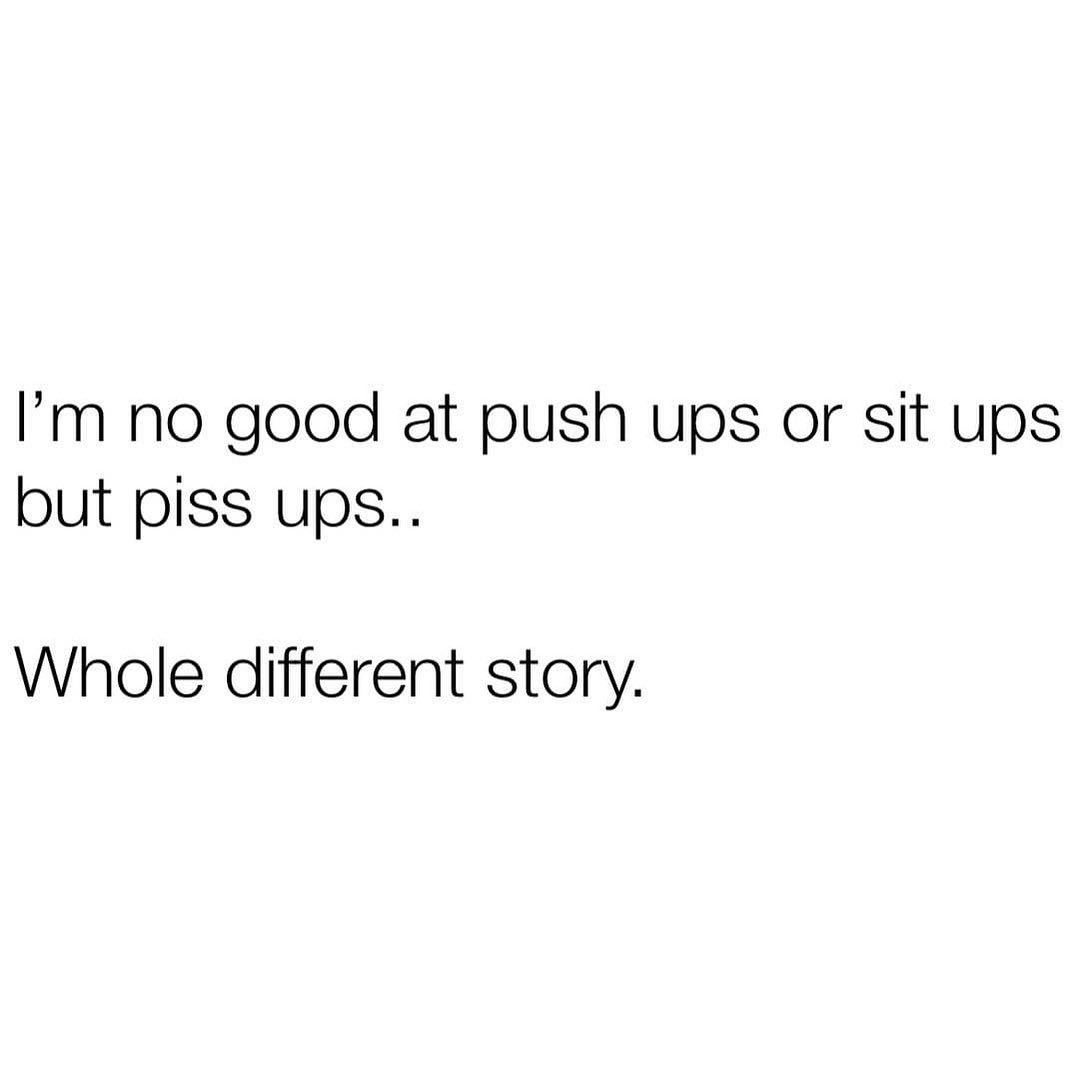 I’m no good at push ups or sit ups
but piss ups..
Whole different story.